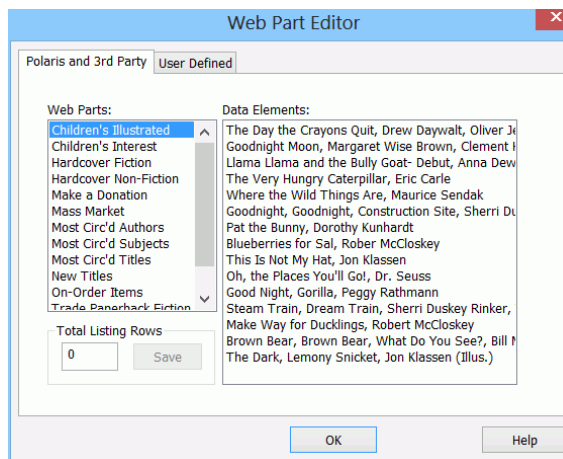 Web Part Editor
Polaris and 3rd Party
User Defined
Web Parts:
Children's Illustrated
Children's Interest
Hardcover Fiction
Hardcover Non-Fiction
Make a Donation
Mass Market
Most Circ'd Authors
Most Circ'd Subjects
Most Circ'd Titles
New Titles
On-Order Items
Trade Paperback Fiction
Data Elements:
The Day the Crayons Quit, Drew Daywalt, Oliver Je
Goodnight Moon, Margaret Wise Brown, Clement H
Llama Llama and the Bully Goat- Debut, Anna Dew
The Very Hungry Caterpillar, Eric Carle
Where the Wild Things Are, Maurice Sendak
Goodnight, Goodnight, Construction Site, Sherri Du
Pat the Bunny, Dorothy Kunhardt
Blueberries for Sal, Rober McCloskey
This Is Not My Hat, Jon Klassen
Oh, the Places You'll Go!, Dr. Seuss
Good Night, Gorilla, Peggy Rathmann
Steam Train, Dream Train, Sherri Duskey Rinker,
Make Way for Ducklings, Robert McCloskey
Brown Bear, Brown Bear, What Do You See?, Bill M
The Dark, Lemony Snicket, Jon Klassen (Illus.)
Total Listing Rows
0
Save
OK
Help